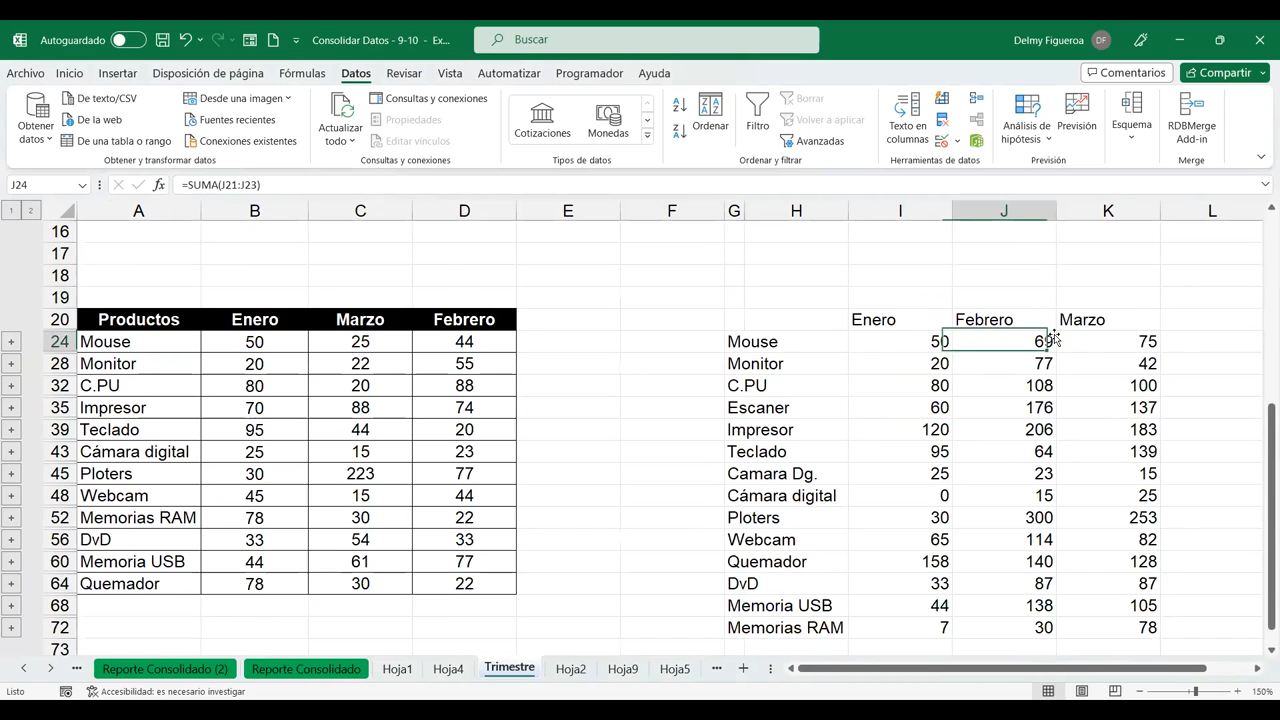 Autoguardado
Consolidar Datos - 9-10 - Ex...
Buscar
Delmy Figueroa
DF
Archivo Inicio Insertar Disposición de página Fórmulas Datos Revisar Vista Automatizar Programador Ayuda
Comentarios
Compartir
Obtener datos
De texto/CSV
De la web
De una tabla o rango
Desde una imagen
Fuentes recientes
Conexiones existentes
Obtener y transformar datos
Actualizar todo
Consultas y conexiones
Propiedades
Editar vínculos
Consultas y conexiones
Cotizaciones
Monedas
Tipos de datos
Ordenar
Filtro
Borrar
Volver a aplicar
Avanzadas
Ordenar y filtrar
Texto en columnas
Herramientas de datos
Análisis de hipótesis
Previsión
Previsión
Esquema
RDBMerge Add-in
Merge
J24
fx
=SUMA(J21:J23)
1 2
A B C D E F G H I J K L
16
17
18
19
20 Productos Enero Marzo Febrero Enero Febrero Marzo
24 Mouse 50 25 44 Mouse 50 69 75
28 Monitor 20 22 55 Monitor 20 77 42
32 C.PU 80 20 88 C.PU 80 108 100
35 Impresor 70 88 74 Escaner 60 176 137
39 Teclado 95 44 20 Impresor 120 206 183
43 Cámara digital 25 15 23 Teclado 95 64 139
45 Ploters 30 223 77 Camara Dg. 25 23 15
48 Webcam 45 15 44 Cámara digital 0 15 25
52 Memorias RAM 78 30 22 Ploters 30 300 253
56 DvD 33 54 33 Webcam 65 114 82
60 Memoria USB 44 61 77 Quemador 158 140 128
64 Quemador 78 30 22 DvD 33 87 87
68 Memoria USB 44 138 105
72 Memorias RAM 7 30 78
73
Reporte Consolidado (2) Reporte Consolidado Hoja1 Hoja4 Trimestre Hoja2 Hoja9 Hoja5
Listo
Accesibilidad: es necesario investigar
150%